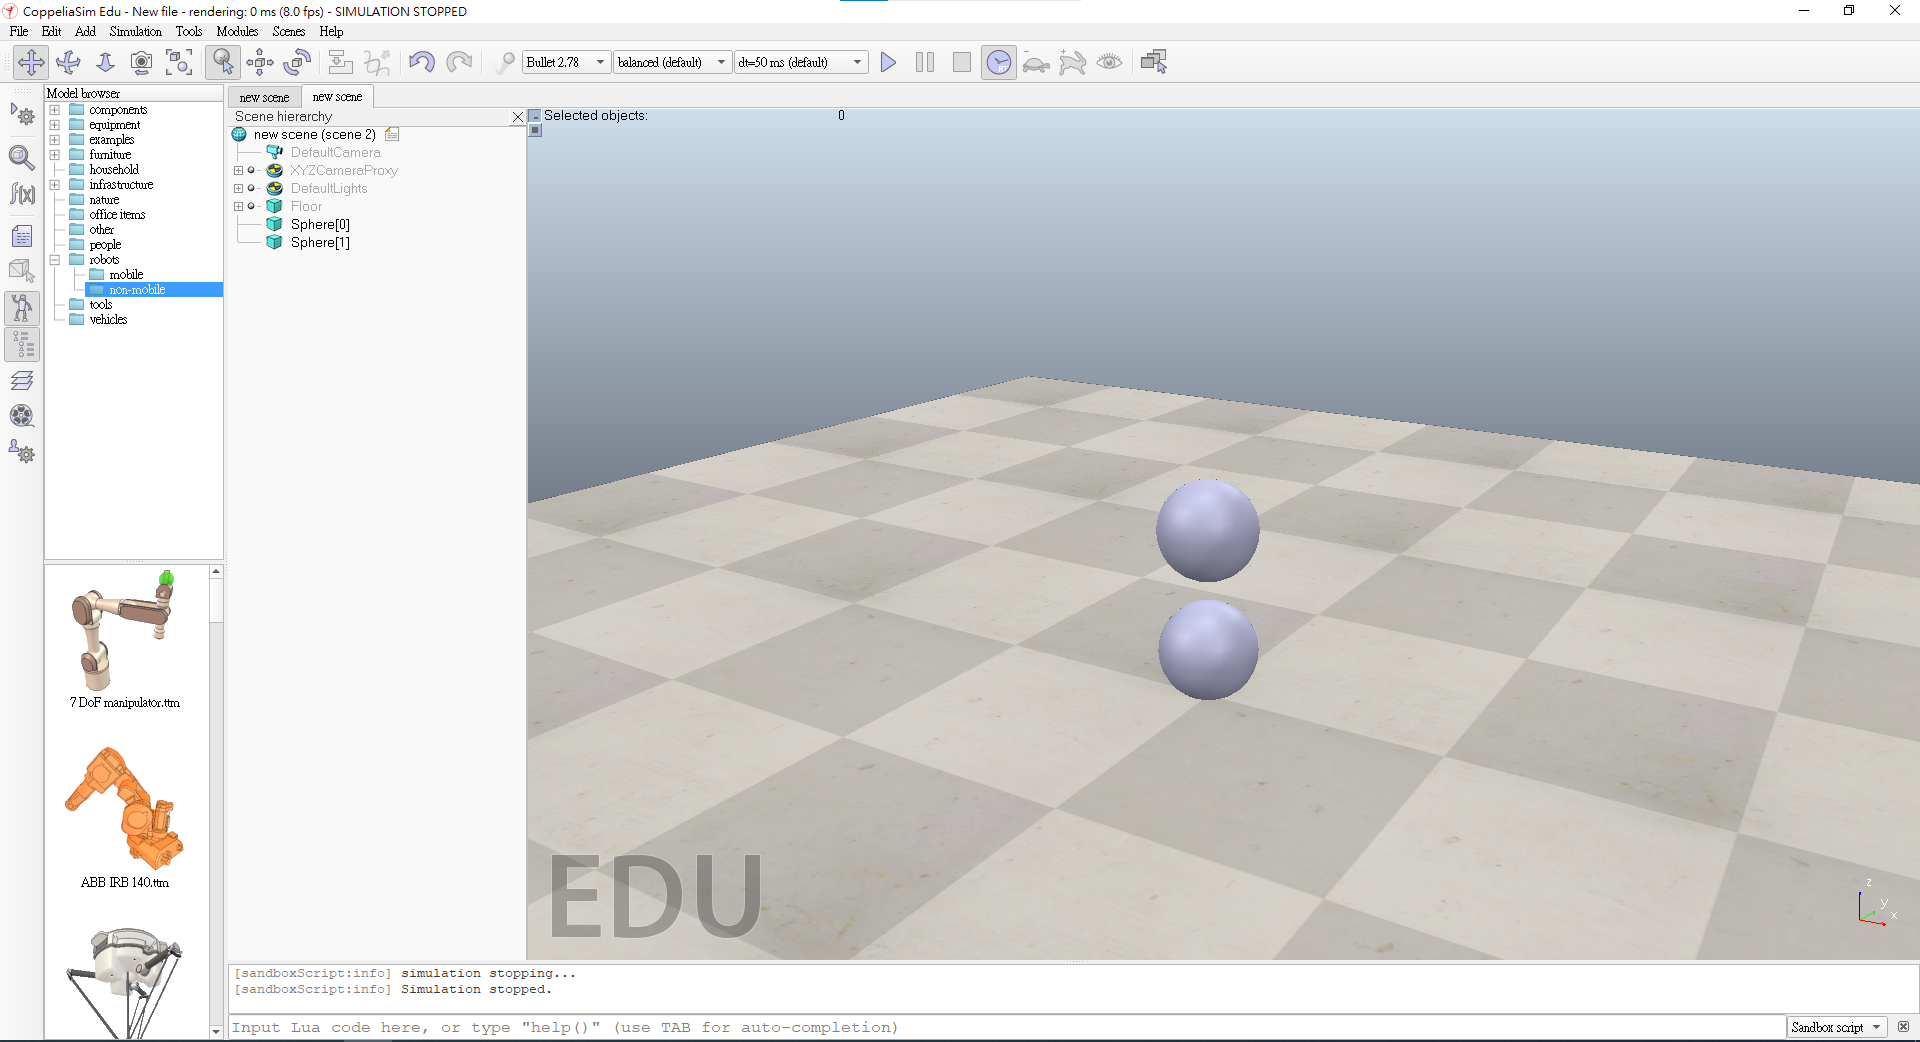 CoppeliaSim Edu - New file - rendering: 0 ms (8.0 fps) - SIMULATION STOPPED
File Edit Add Simulation Tools Modules Scenes Help
Bullet 2.78 balanced (default) dt=50 ms (default) RT
Model browser
components
equipment
examples
furniture
household
infrastructure
nature
office items
other
people
robots
mobile
non-mobile
tools
vehicles
7 DoF manipulator.ttm
ABB IRB 140.ttm
f(x)
new scene new scene
Scene hierarchy
new scene (scene 2)
DefaultCamera
XYZCameraProxy
DefaultLights
Floor
Sphere[0]
Sphere[1]
Selected objects: 0
EDU
z
y
x
[sandboxScript:info] simulation stopping...
[sandboxScript:info] Simulation stopped.
Input Lua code here, or type "help()" (use TAB for auto-completion)
Sandbox script